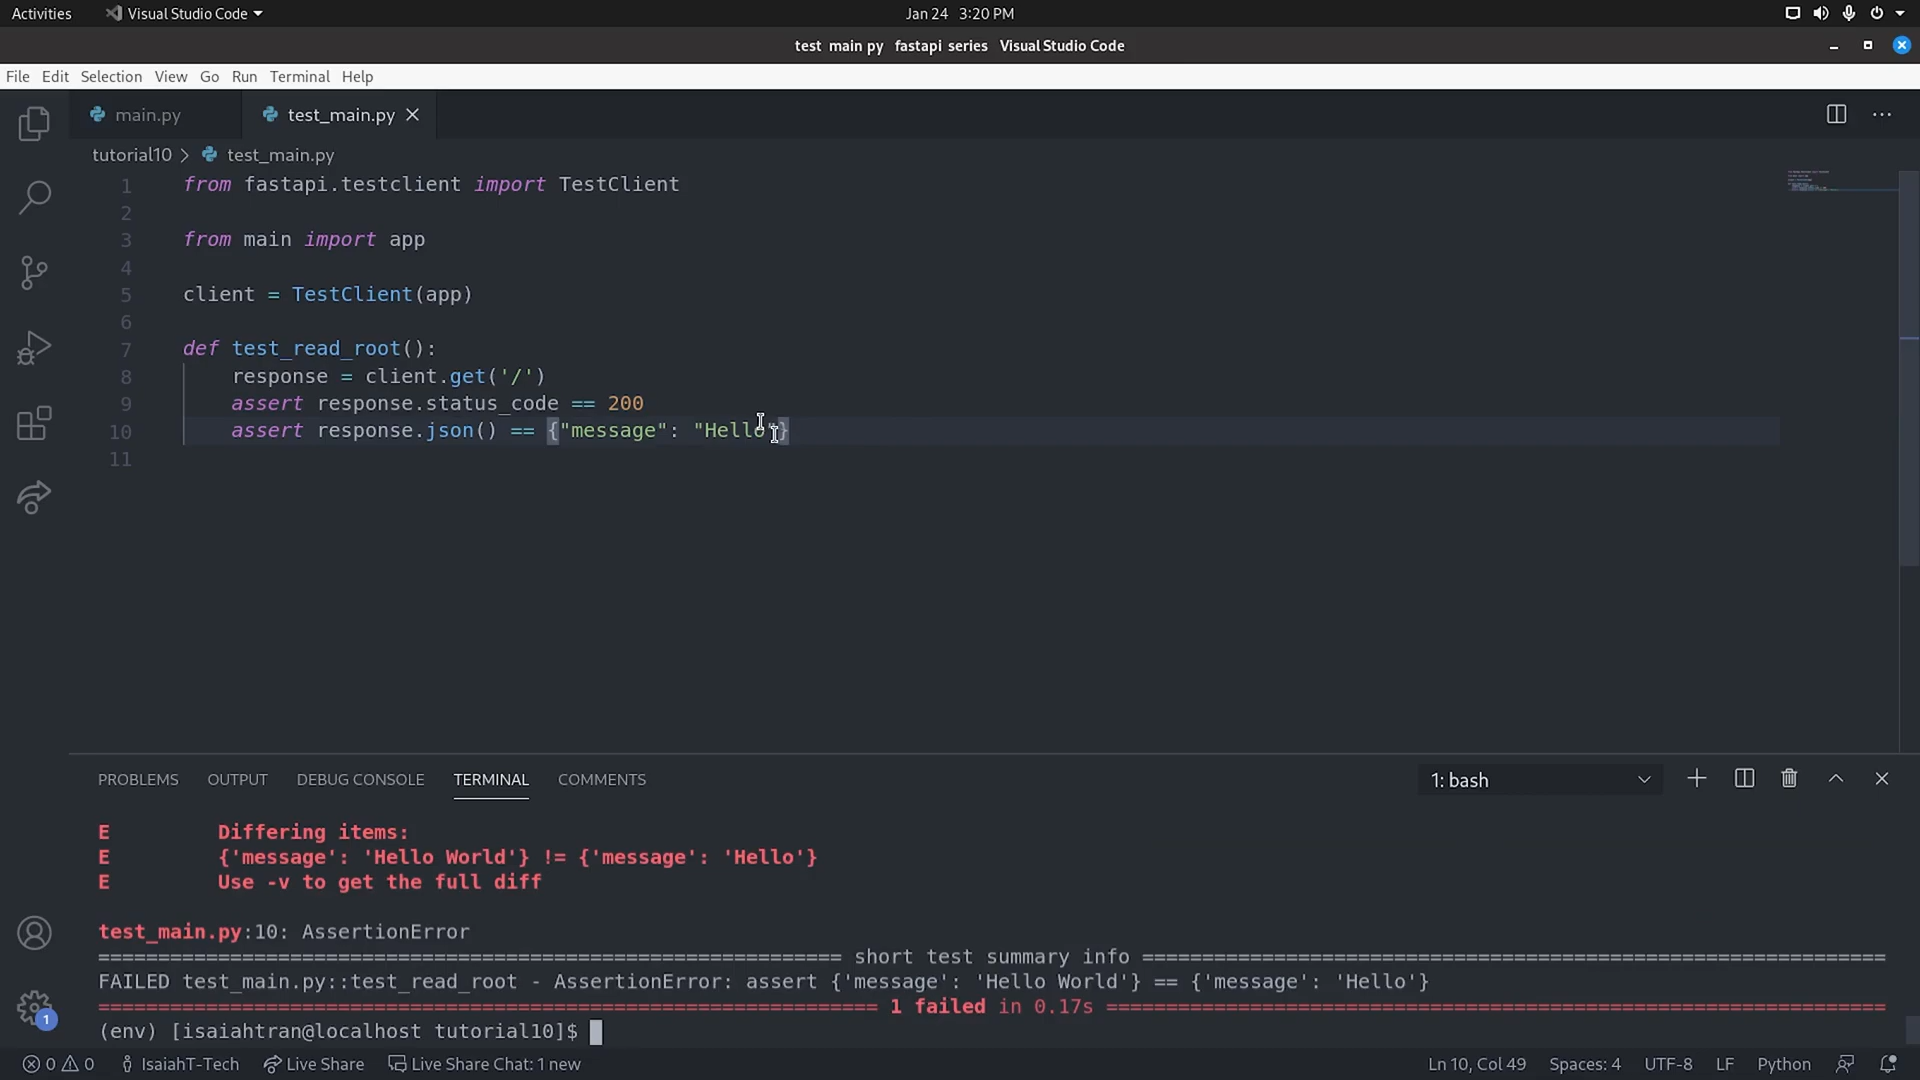 Activities Visual Studio Code Jan 24 3:20 PM
test main py fastapi series Visual Studio Code
File Edit Selection View Go Run Terminal Help
main.py test_main.py
tutorial10 > test_main.py
1 from fastapi.testclient import TestClient
2
3 from main import app
4
5 client = TestClient(app)
6
7 def test_read_root():
8 response = client.get('/')
9 assert response.status_code == 200
10 assert response.json() == {"message": "Hello"}
11
PROBLEMS OUTPUT DEBUG CONSOLE TERMINAL COMMENTS 1: bash
E Differing items:
E {'message': 'Hello World'} != {'message': 'Hello'}
E Use -v to get the full diff
test_main.py:10: AssertionError
============================================================== short test summary info ==============================================================
FAILED test_main.py::test_read_root - AssertionError: assert {'message': 'Hello World'} == {'message': 'Hello'}
================================================================= 1 failed in 0.17s =================================================================
(env) [isaiahtran@localhost tutorial10]$
1
0 0 IsaiahT-Tech Live Share Live Share Chat: 1 new Ln 10, Col 49 Spaces: 4 UTF-8 LF Python